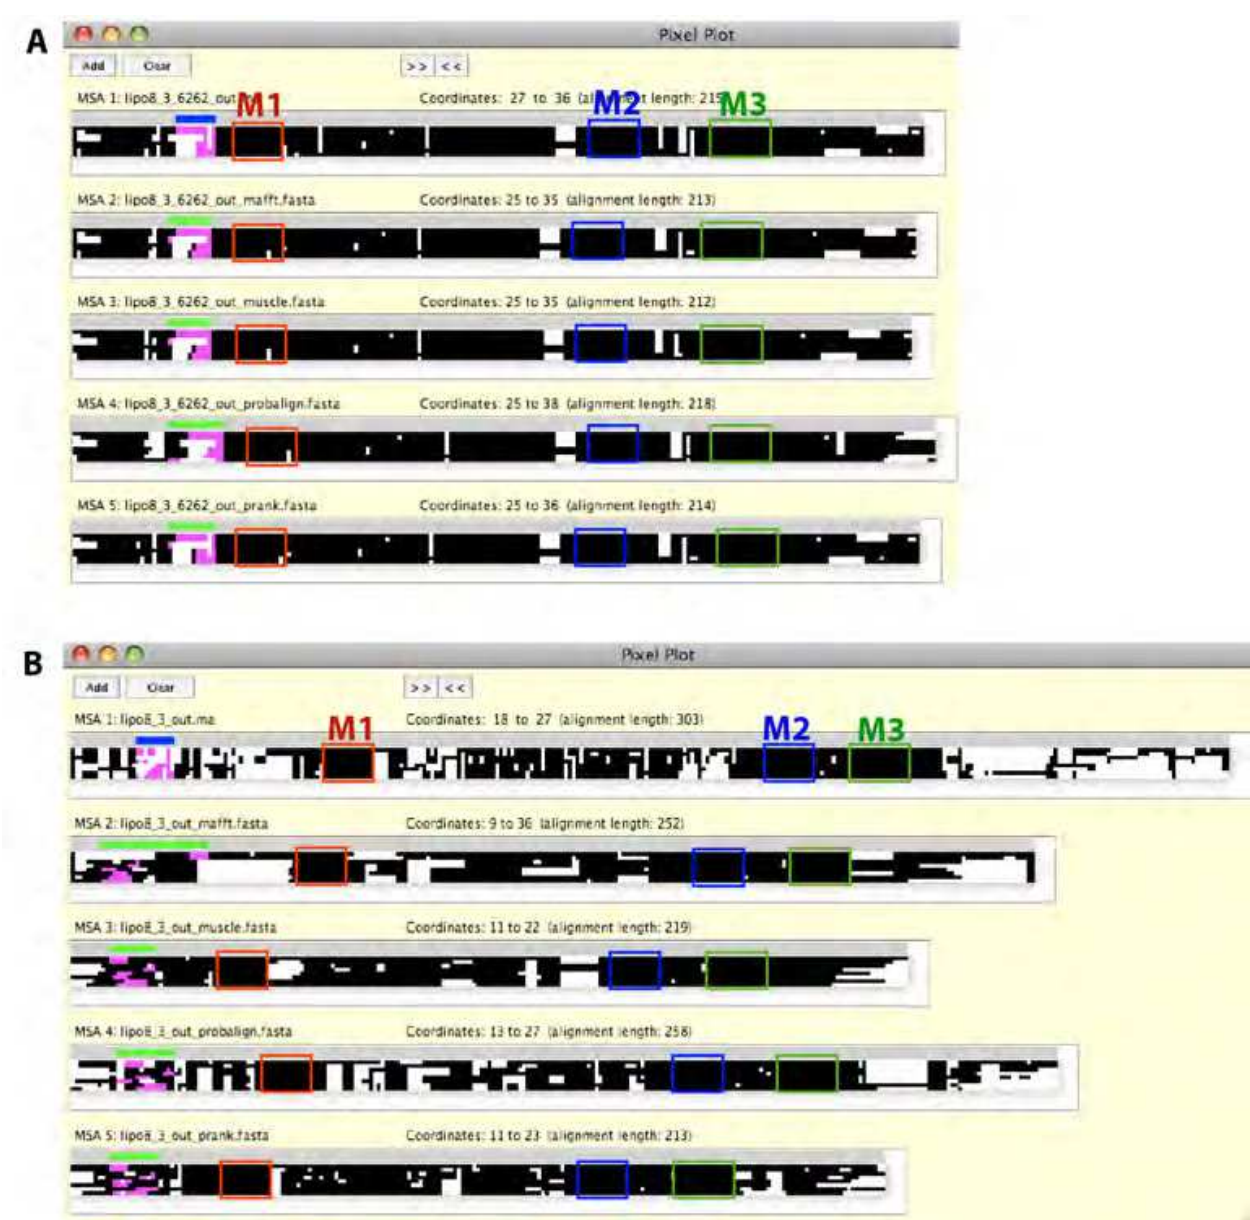 A
Pixel Plot
Add Clear >> <<
MSA 1: lipo8_3_6262_out M1 Coordinates: 27 to 36 M2 length: 215 M3
MSA 2: lipo8_3_6262_out_mafft.fasta Coordinates: 25 to 35 (alignment length: 213)
MSA 3: lipo8_3_6262_out_muscle.fasta Coordinates: 25 to 35 (alignment length: 212)
MSA 4: lipo8_3_6262_out_probalign.fasta Coordinates: 25 to 38 (alignment length: 218)
MSA 5: lipo8_3_6262_out_prank.fasta Coordinates: 25 to 36 (alignment length: 214)
B
Pixel Plot
Add Clear >> <<
MSA 1: lipo8_3_out.ma M1 Coordinates: 18 to 27 (alignment length: 303) M2 M3
MSA 2: lipo8_3_out_mafft.fasta Coordinates: 9 to 36 (alignment length: 252)
MSA 3: lipo8_3_out_muscle.fasta Coordinates: 11 to 22 (alignment length: 219)
MSA 4: lipo8_3_out_probalign.fasta Coordinates: 13 to 27 (alignment length: 258)
MSA 5: lipo8_3_out_prank.fasta Coordinates: 11 to 23 (alignment length: 213)